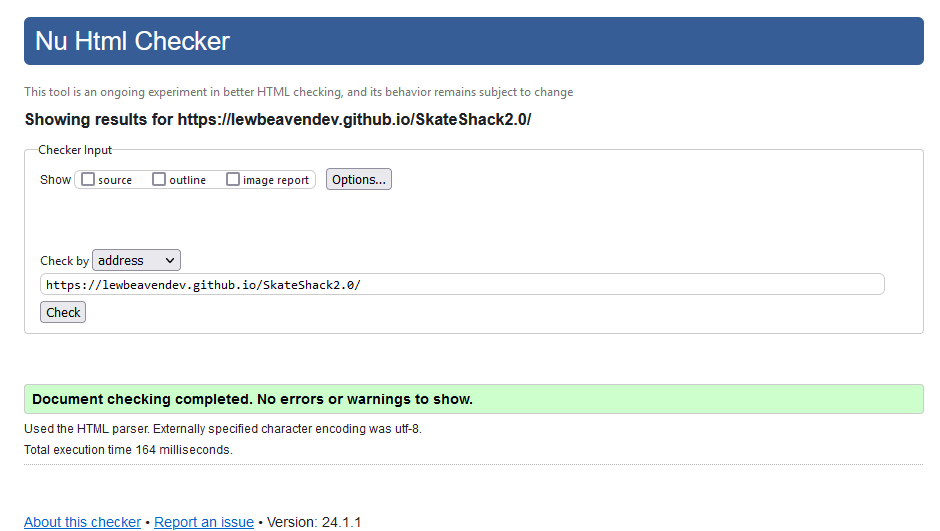 Nu Html Checker
This tool is an ongoing experiment in better HTML checking, and its behavior remains subject to change
Showing results for https://lewbeavendev.github.io/SkateShack2.0/
Checker Input
Show source outline image report Options...
Check by address
https://lewbeavendev.github.io/SkateShack2.0/
Check
Document checking completed. No errors or warnings to show.
Used the HTML parser. Externally specified character encoding was utf-8.
Total execution time 164 milliseconds.
About this checker • Report an issue • Version: 24.1.1